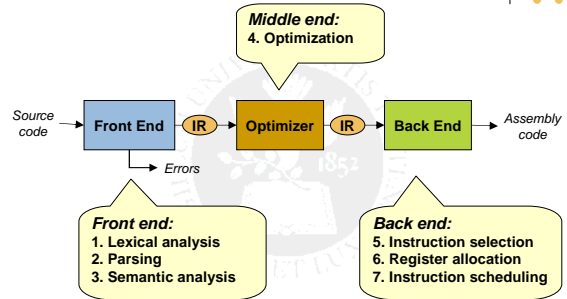 Middle end:
4. Optimization
Source
code
Front End
IR
Optimizer
IR
Back End
Assembly
code
Errors
1852
Front end:
1. Lexical analysis
2. Parsing
3. Semantic analysis
Back end:
5. Instruction selection
6. Register allocation
7. Instruction scheduling